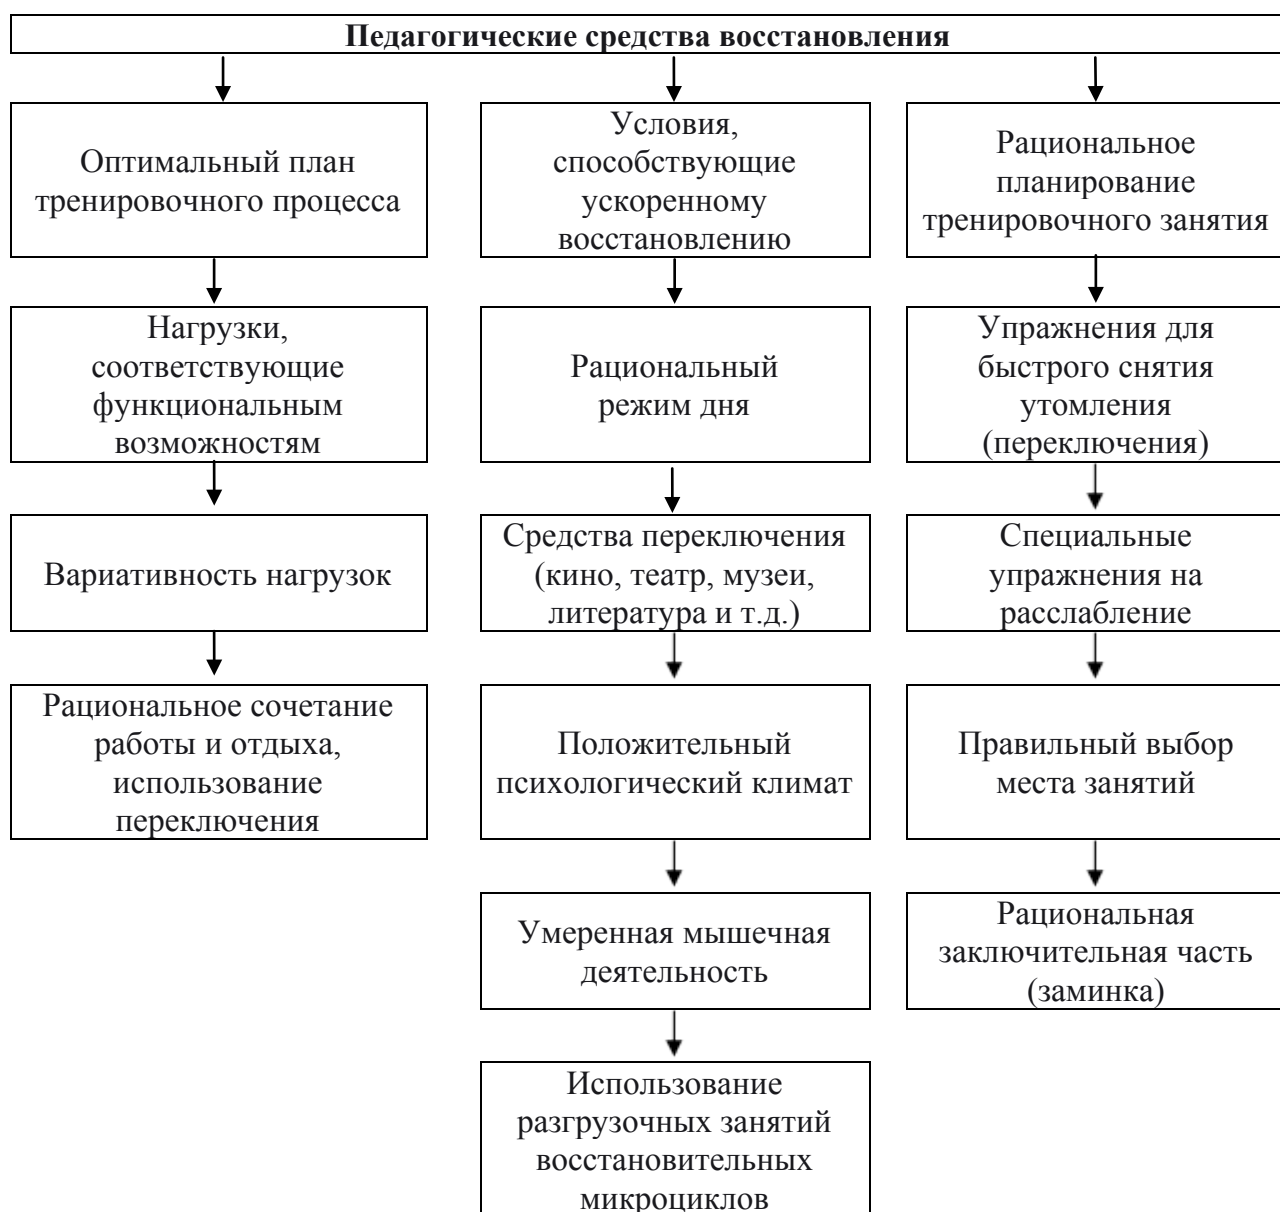 Педагогические средства восстановления
Оптимальный план
тренировочного процесса
Нагрузки,
соответствующие
функциональным
возможностям
Вариативность нагрузок
Рациональное сочетание
работы и отдыха,
использование
переключения
Условия,
способствующие
ускоренному
восстановлению
Рациональный
режим дня
Средства переключения
(кино, театр, музеи,
литература и т.д.)
Положительный
психологический климат
Умеренная мышечная
деятельность
Использование
разгрузочных занятий
восстановительных
микроциклов
Рациональное
планирование
тренировочного занятия
Упражнения для
быстрого снятия
утомления
(переключения)
Специальные
упражнения на
расслабление
Правильный выбор
места занятий
Рациональная
заключительная часть
(заминка)